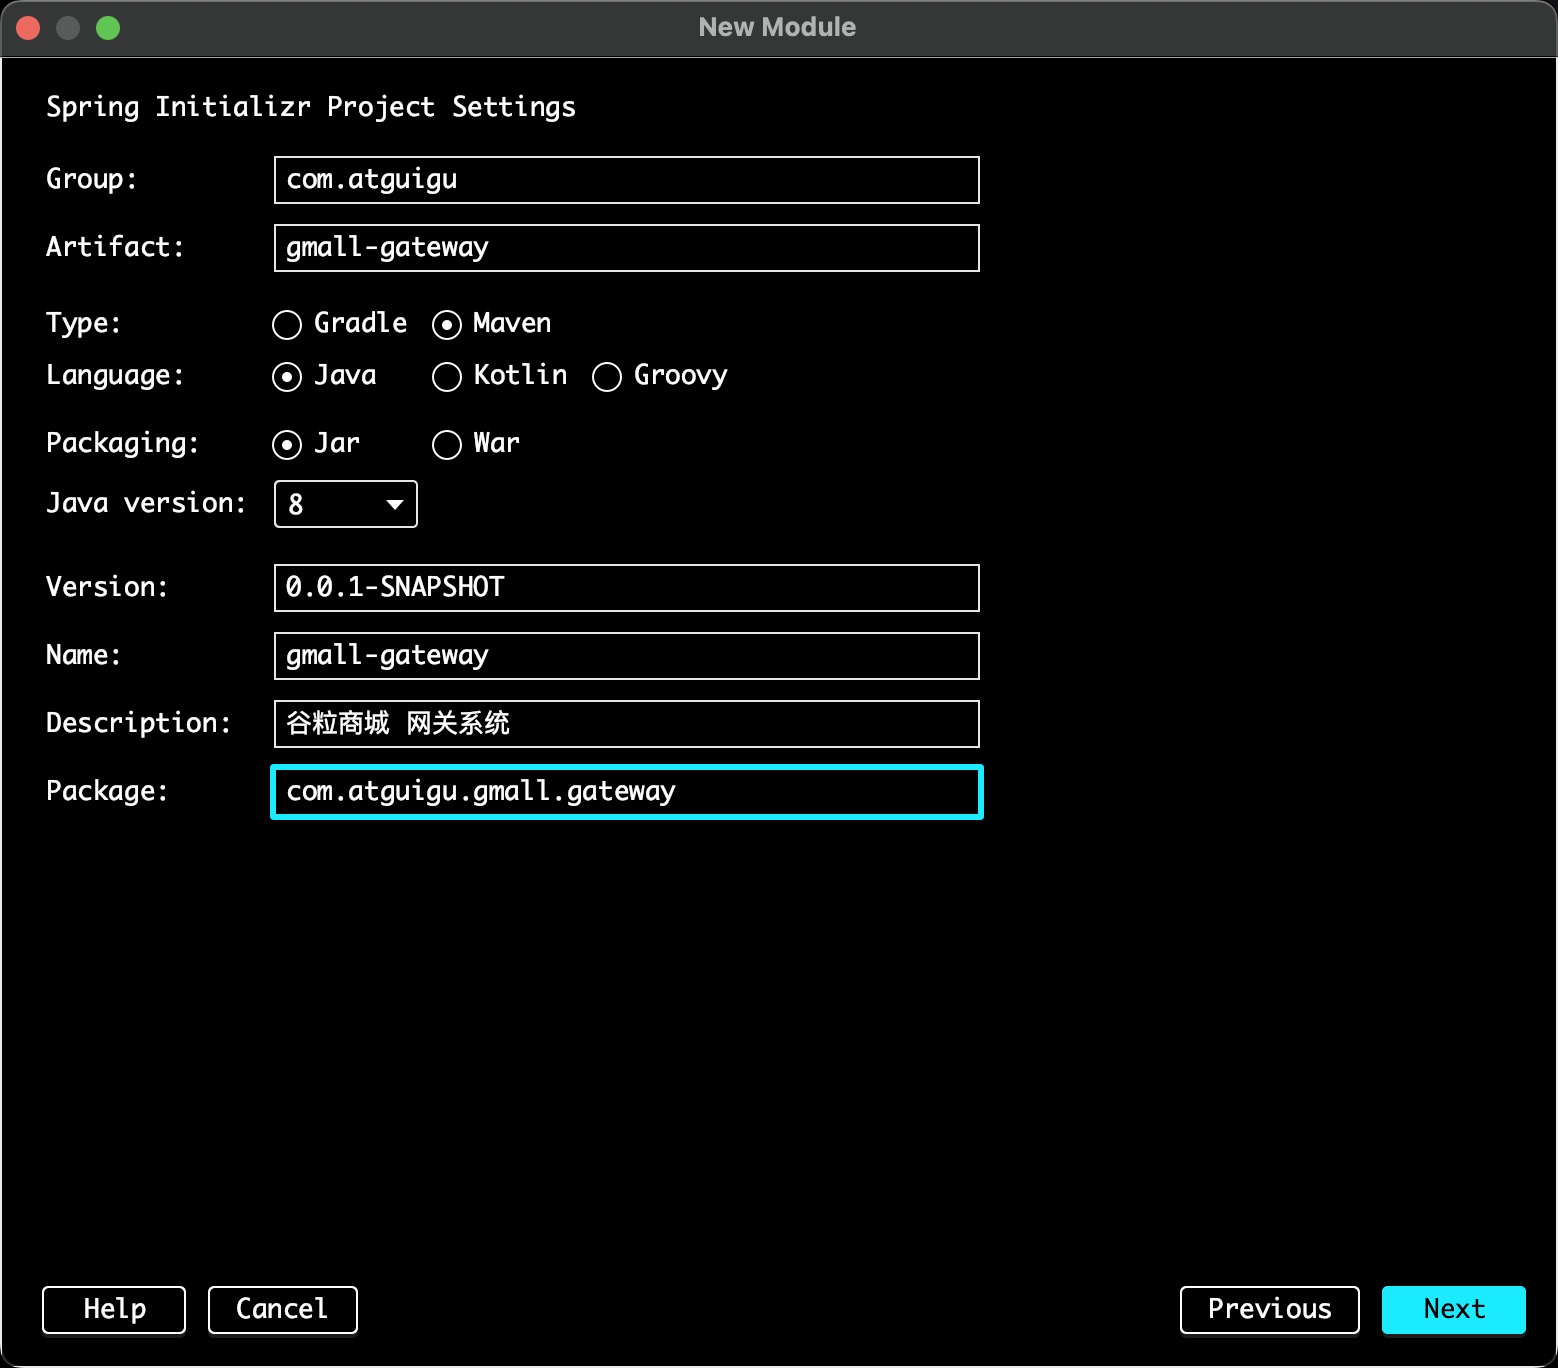 New Module
Spring Initializr Project Settings
Group: com.atguigu
Artifact: gmall-gateway
Type: Gradle Maven
Language: Java Kotlin Groovy
Packaging: Jar War
Java version: 8
Version: 0.0.1-SNAPSHOT
Name: gmall-gateway
Description: 谷粒商城 网关系统
Package: com.atguigu.gmall.gateway
Help Cancel Previous Next